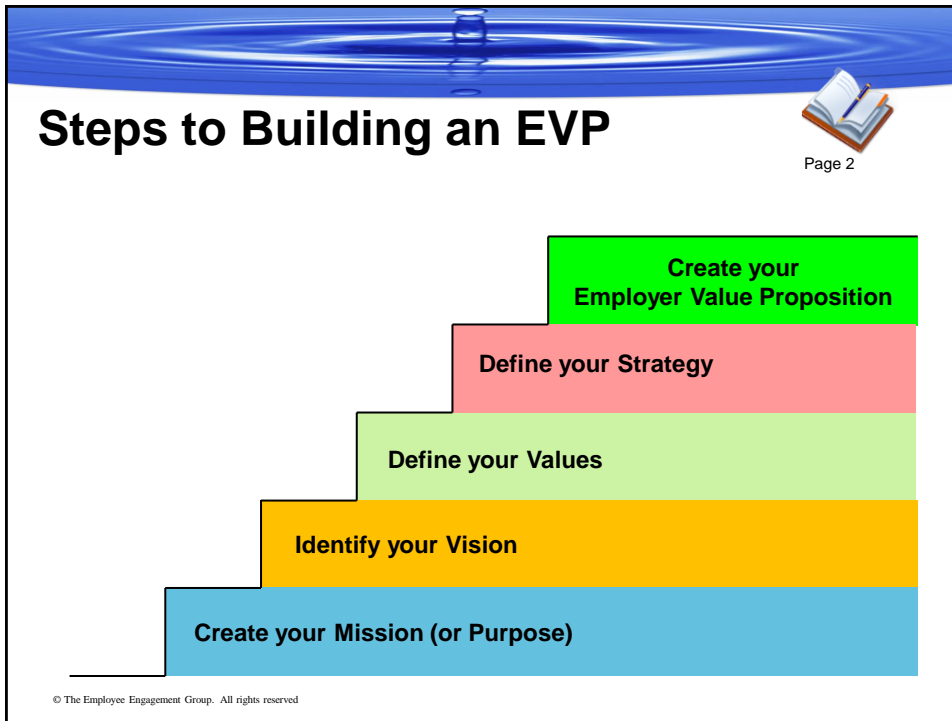 Steps to Building an EVP
Page 2
Create your
Employer Value Proposition
Define your Strategy
Define your Values
Identify your Vision
Create your Mission (or Purpose)
© The Employee Engagement Group. All rights reserved